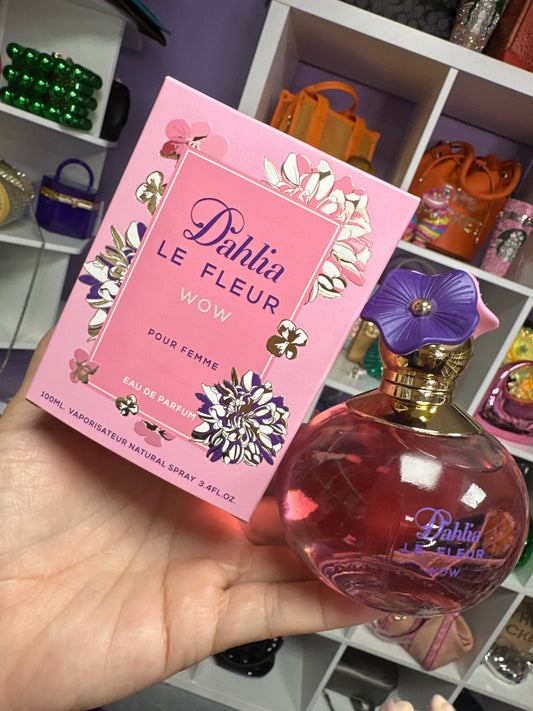 Dahlia
LE FLEUR
WOW
POUR FEMME
EAU DE PARFUM
100ML. VAPORISATEUR NATURAL SPRAY 3.4FL.OZ.
Dahlia
LE FLEUR
WOW